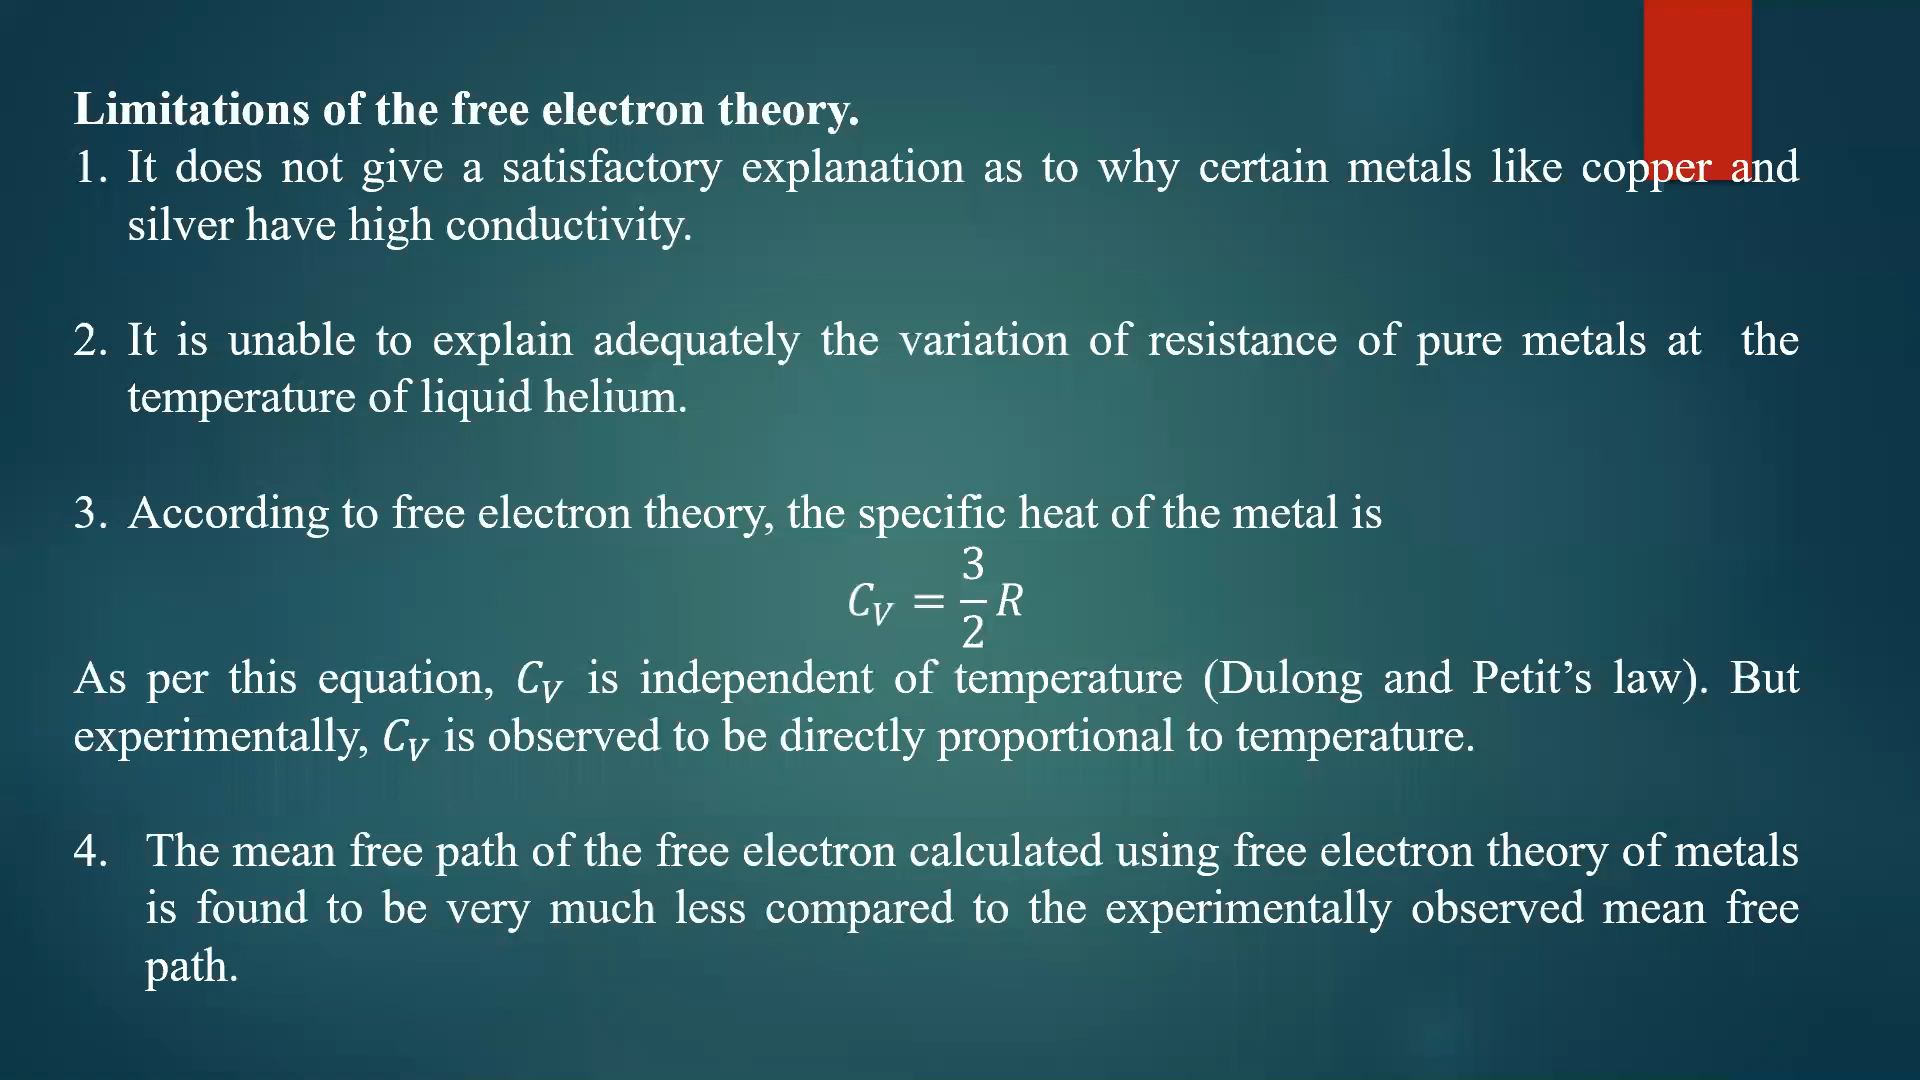 Limitations of the free electron theory.
1. It does not give a satisfactory explanation as to why certain metals like copper and
silver have high conductivity.
2. It is unable to explain adequately the variation of resistance of pure metals at the
temperature of liquid helium.
3. According to free electron theory, the specific heat of the metal is
C_V = 3/2 R
As per this equation, C_V is independent of temperature (Dulong and Petit’s law). But
experimentally, C_V is observed to be directly proportional to temperature.
4. The mean free path of the free electron calculated using free electron theory of metals
is found to be very much less compared to the experimentally observed mean free
path.